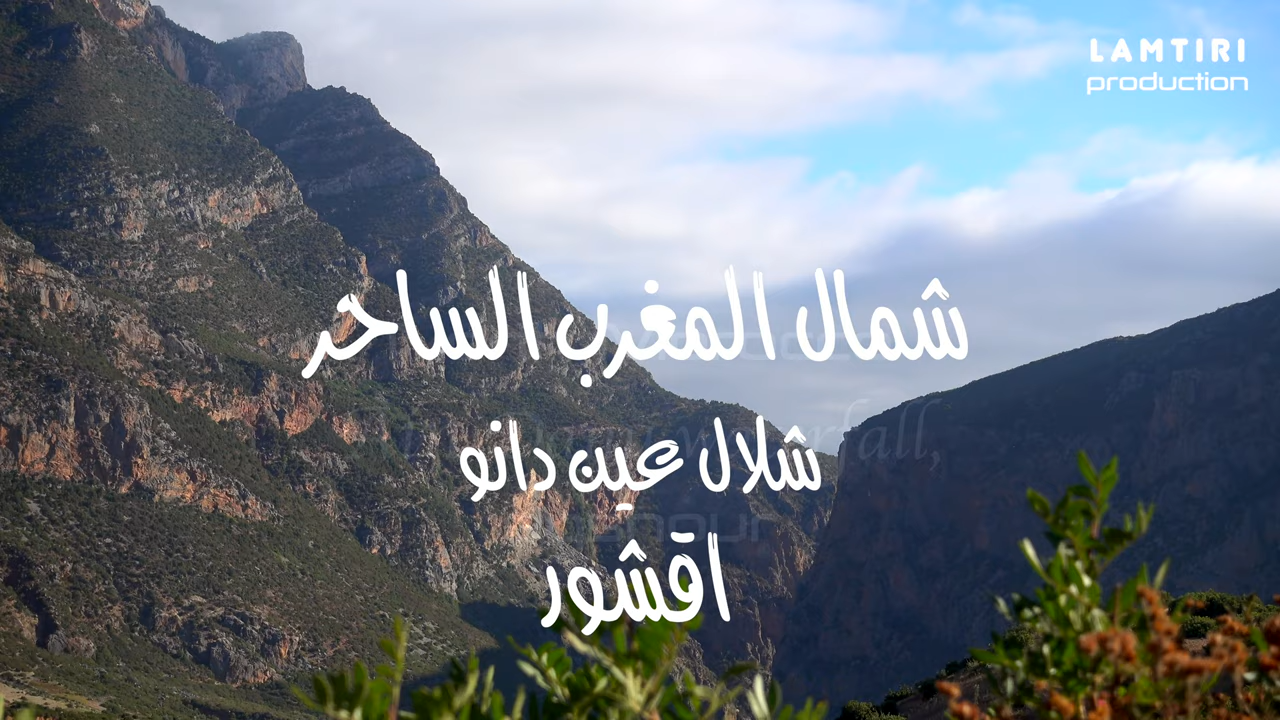 LAMTIRI
production
شمال المغرب الساحر
شلال عين دانو
اقشور